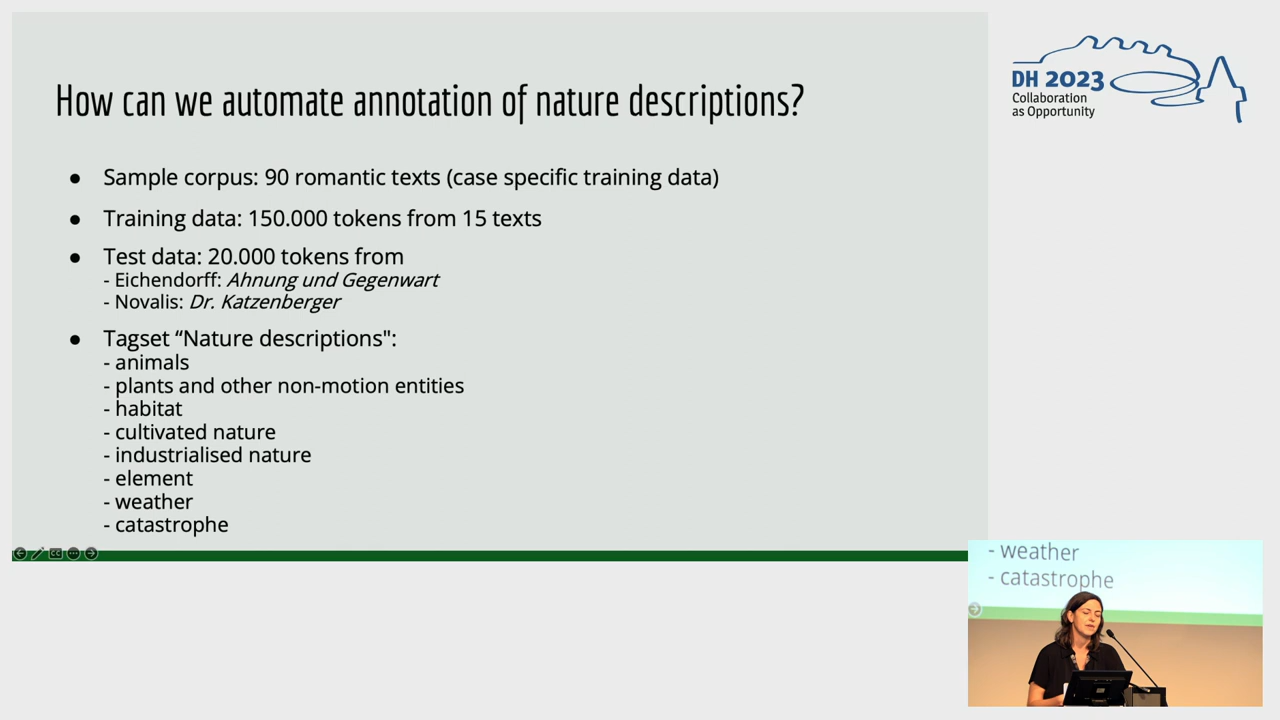 How can we automate annotation of nature descriptions?
● Sample corpus: 90 romantic texts (case specific training data)
● Training data: 150.000 tokens from 15 texts
● Test data: 20.000 tokens from
- Eichendorff: Ahnung und Gegenwart
- Novalis: Dr. Katzenberger
● Tagset “Nature descriptions":
- animals
- plants and other non-motion entities
- habitat
- cultivated nature
- industrialised nature
- element
- weather
- catastrophe
DH 2023
Collaboration
as Opportunity
- weather
- catastrophe